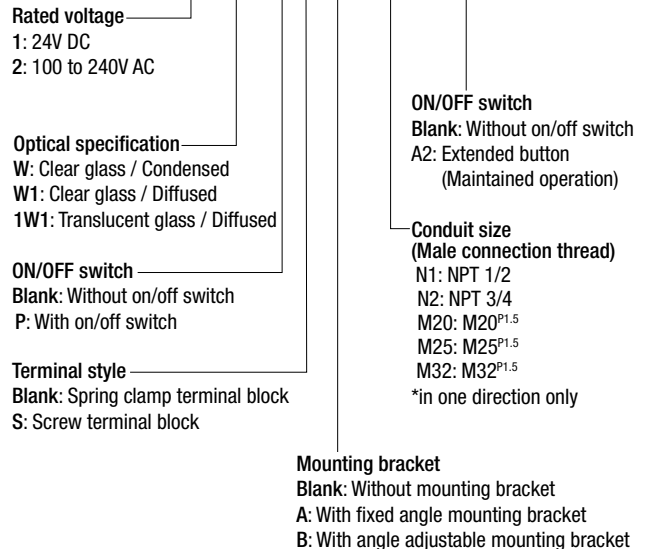 Rated voltage
1: 24V DC
2: 100 to 240V AC
Optical specification
W: Clear glass / Condensed
W1: Clear glass / Diffused
1W1: Translucent glass / Diffused
ON/OFF switch
Blank: Without on/off switch
P: With on/off switch
Terminal style
Blank: Spring clamp terminal block
S: Screw terminal block
ON/OFF switch
Blank: Without on/off switch
A2: Extended button
(Maintained operation)
Conduit size
(Male connection thread)
N1: NPT 1/2
N2: NPT 3/4
M20: M20P1.5
M25: M25P1.5
M32: M32P1.5
*in one direction only
Mounting bracket
Blank: Without mounting bracket
A: With fixed angle mounting bracket
B: With angle adjustable mounting bracket